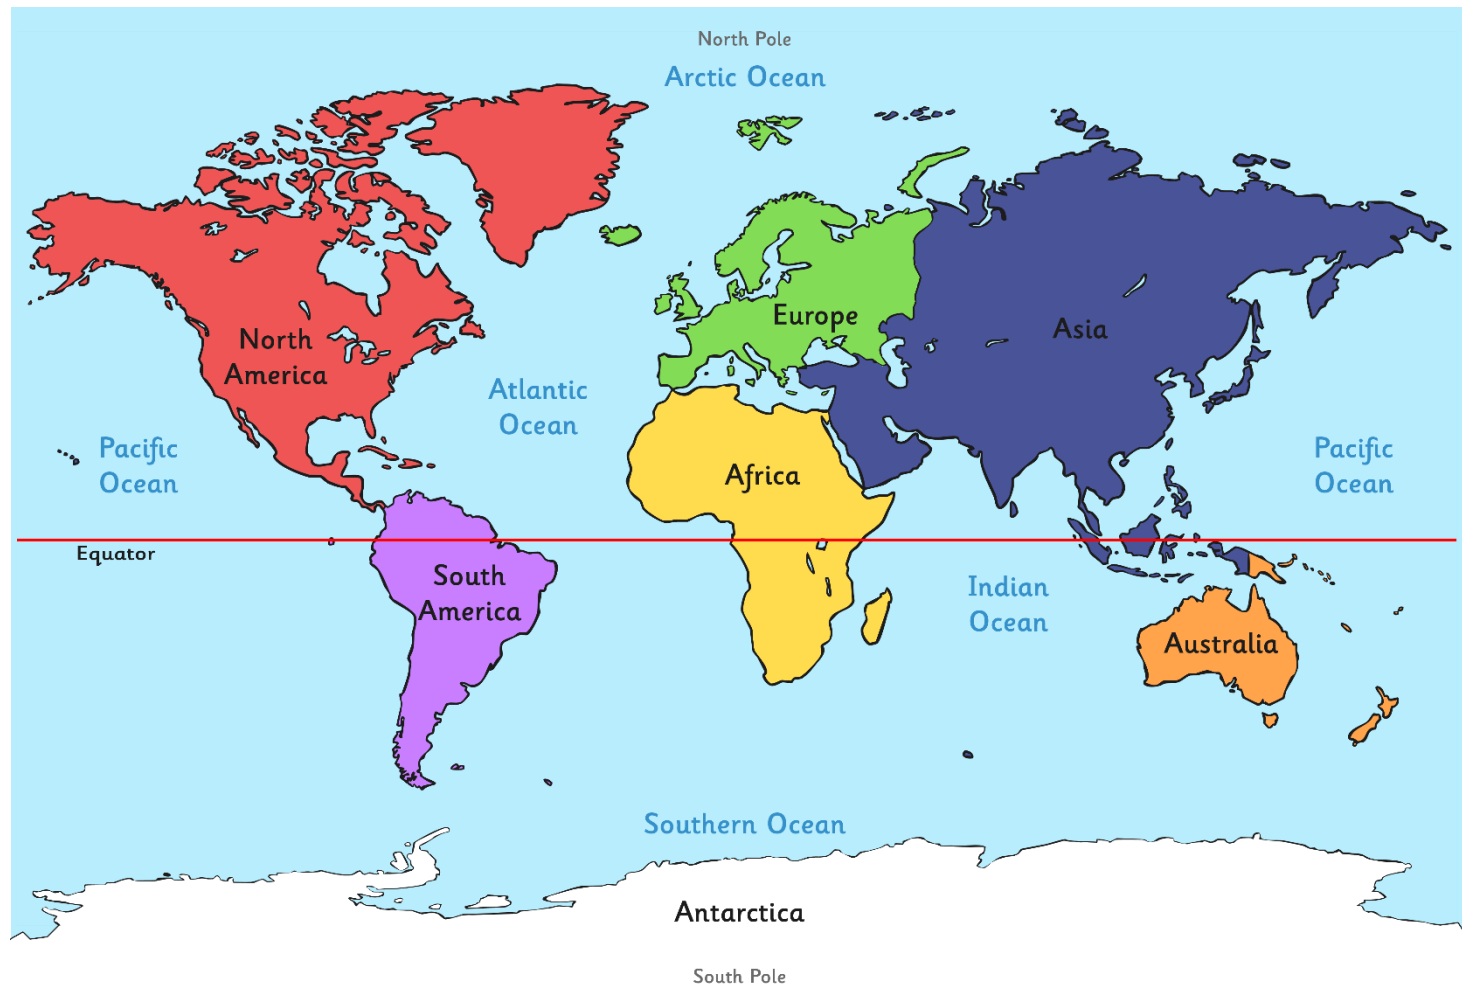 North Pole
Arctic Ocean
Europe
Asia
North
America
Atlantic
Ocean
Pacific
Ocean
Africa
Pacific
Ocean
Equator
South
America
Indian
Ocean
Australia
Southern Ocean
Antarctica
South Pole